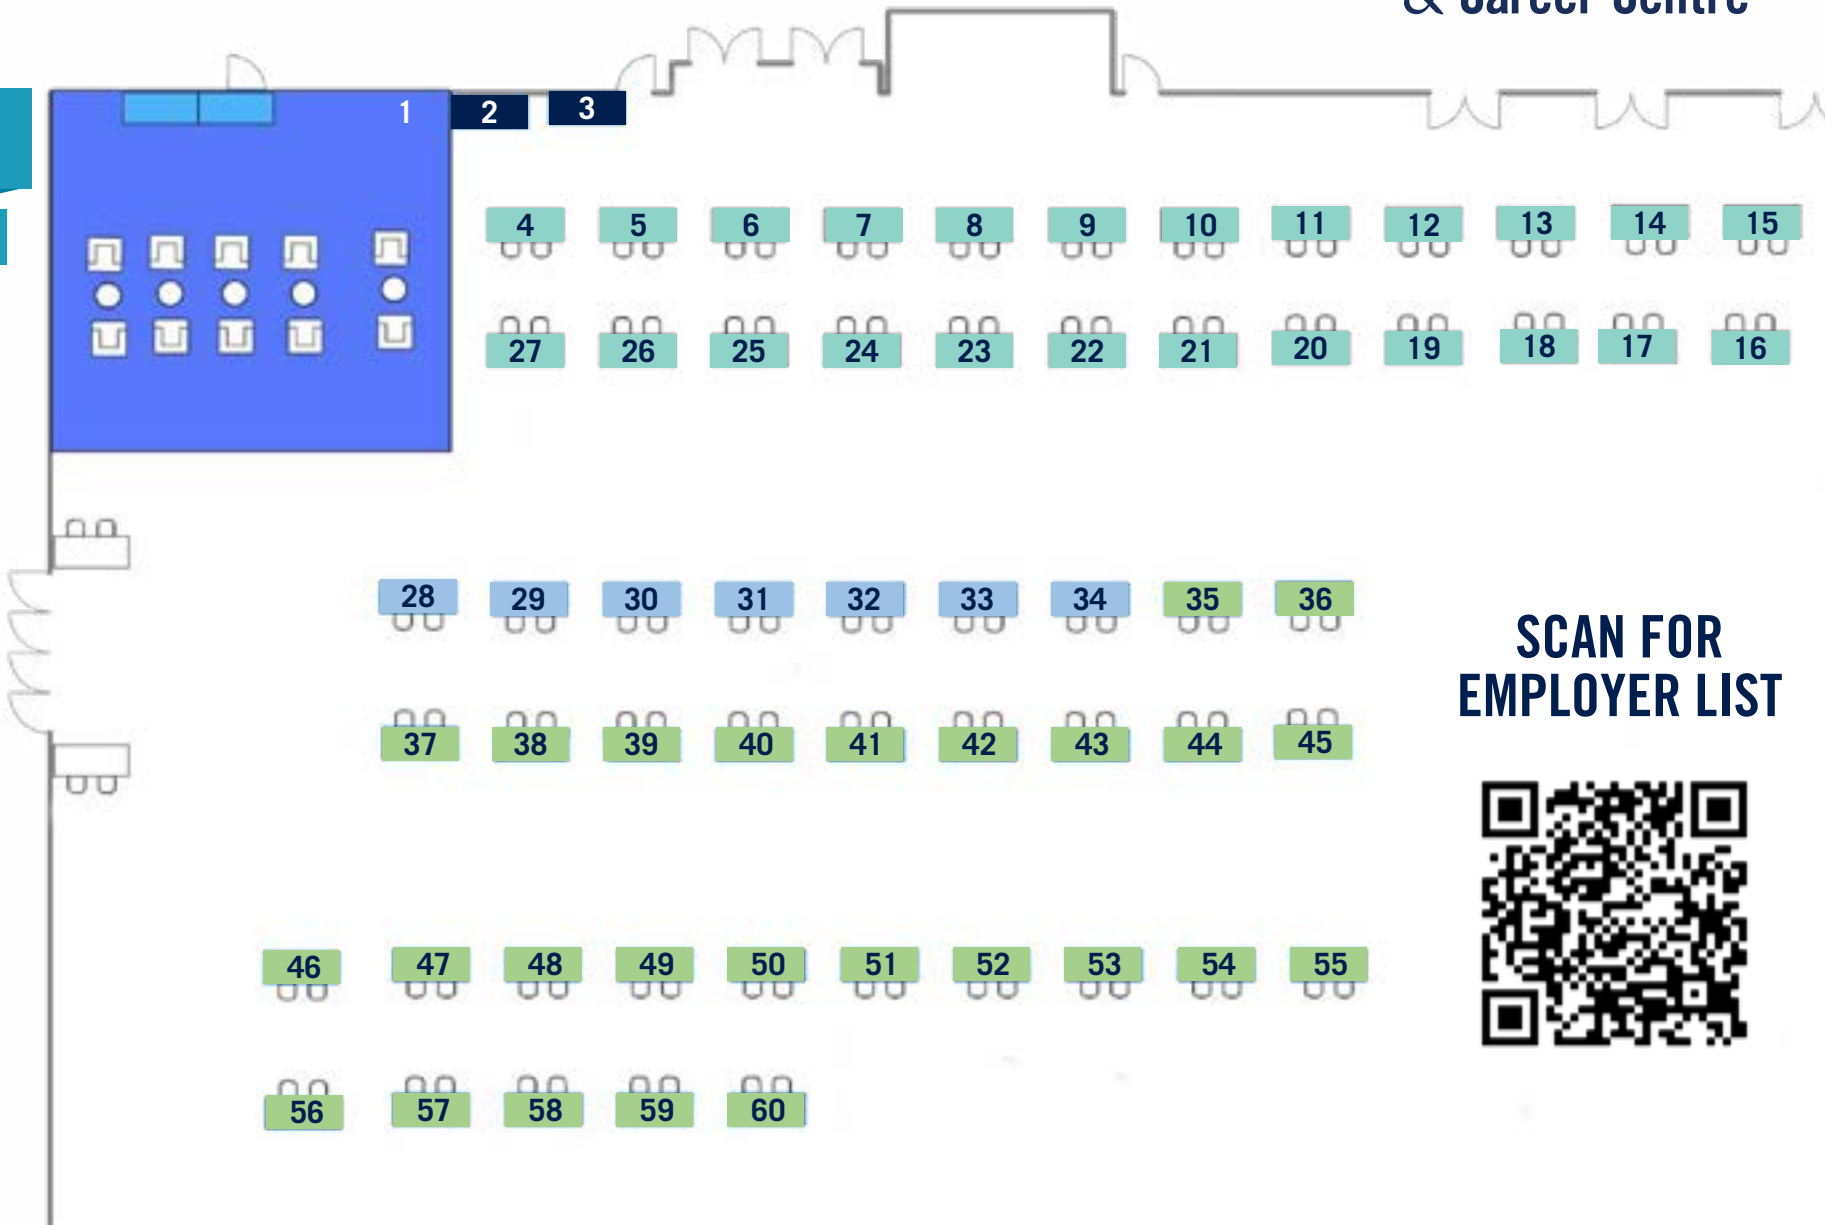 & Career Centre
1
2
3
4 5 6 7 8 9 10 11 12 13 14 15
27 26 25 24 23 22 21 20 19 18 17 16
28 29 30 31 32 33 34 35 36
37 38 39 40 41 42 43 44 45
SCAN FOR
EMPLOYER LIST
46 47 48 49 50 51 52 53 54 55
56 57 58 59 60